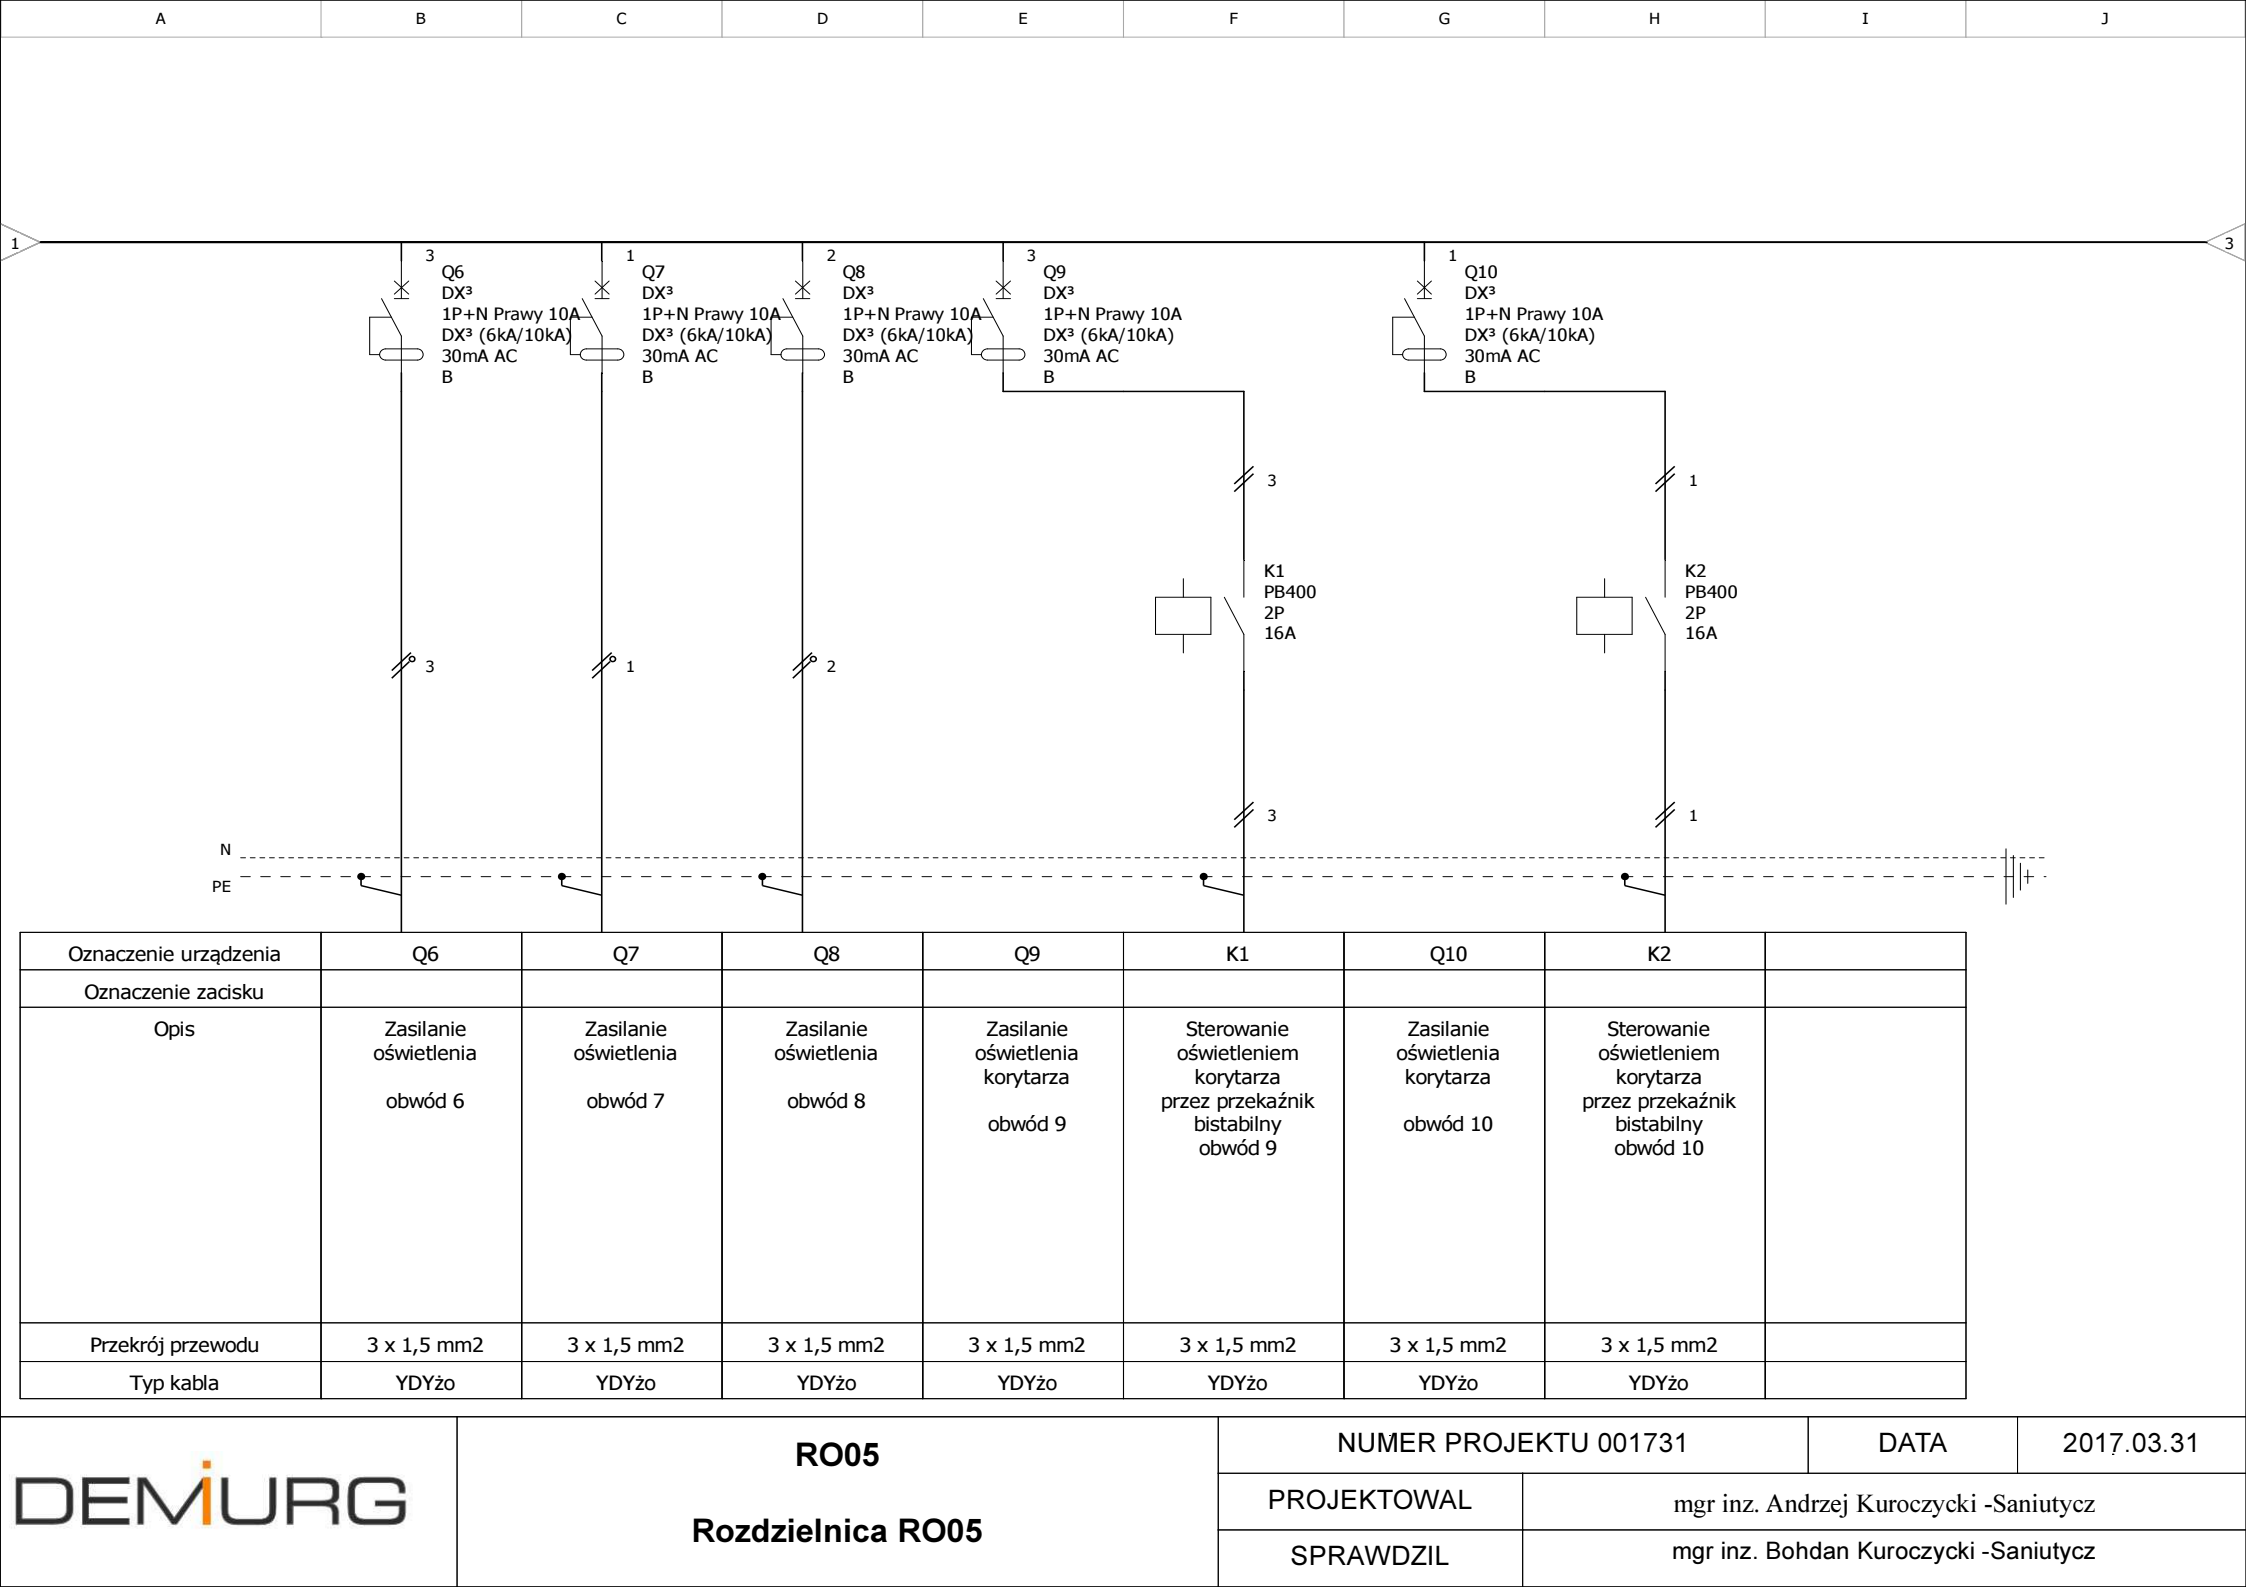 A B C D E F G H I J
1
3
3
Q6
DX³
1P+N Prawy 10A
DX³ (6kA/10kA)
30mA AC
B
1
Q7
DX³
1P+N Prawy 10A
DX³ (6kA/10kA)
30mA AC
B
2
Q8
DX³
1P+N Prawy 10A
DX³ (6kA/10kA)
30mA AC
B
3
Q9
DX³
1P+N Prawy 10A
DX³ (6kA/10kA)
30mA AC
B
1
Q10
DX³
1P+N Prawy 10A
DX³ (6kA/10kA)
30mA AC
B
3
1
K1
PB400
2P
16A
K2
PB400
2P
16A
3
1
2
3
1
N
PE
Oznaczenie urządzenia Q6 Q7 Q8 Q9 K1 Q10 K2
Oznaczenie zacisku
Opis
Zasilanie
oświetlenia
obwód 6
Zasilanie
oświetlenia
obwód 7
Zasilanie
oświetlenia
obwód 8
Zasilanie
oświetlenia
korytarza
obwód 9
Sterowanie
oświetleniem
korytarza
przez przekaźnik
bistabilny
obwód 9
Zasilanie
oświetlenia
korytarza
obwód 10
Sterowanie
oświetleniem
korytarza
przez przekaźnik
bistabilny
obwód 10
Przekrój przewodu 3 x 1,5 mm2 3 x 1,5 mm2 3 x 1,5 mm2 3 x 1,5 mm2 3 x 1,5 mm2 3 x 1,5 mm2 3 x 1,5 mm2
Typ kabla YDYżo YDYżo YDYżo YDYżo YDYżo YDYżo YDYżo
DEMiURG
RO05
Rozdzielnica RO05
NUMER PROJEKTU 001731 DATA 2017.03.31
PROJEKTOWAL mgr inz. Andrzej Kuroczycki -Saniutycz
SPRAWDZIL mgr inz. Bohdan Kuroczycki -Saniutycz